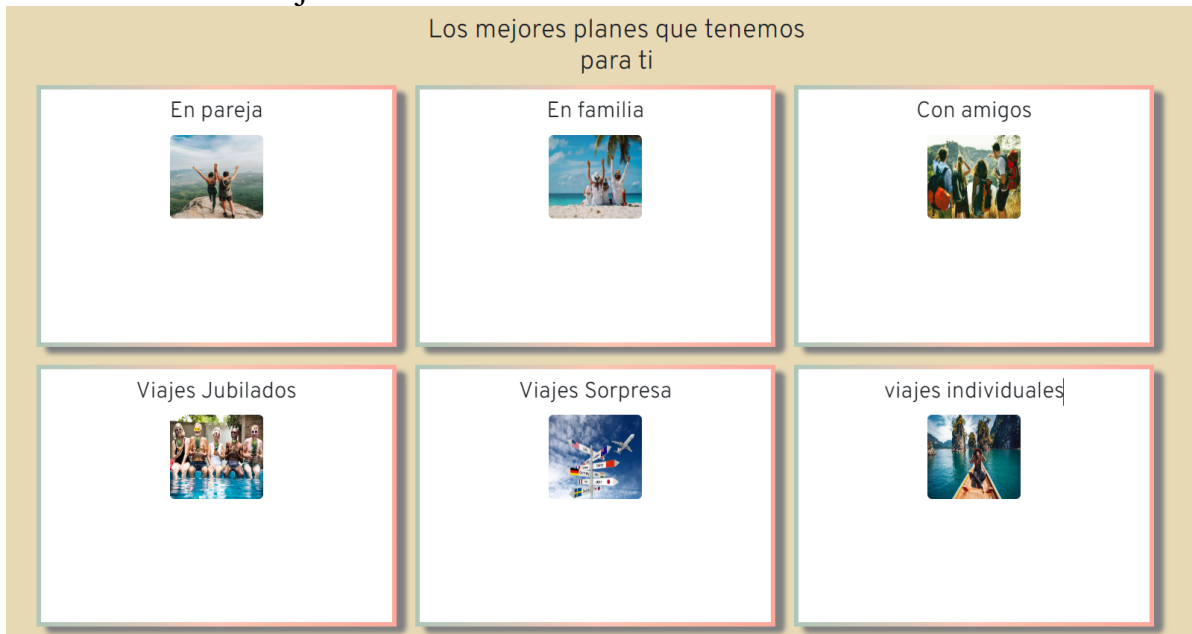 Los mejores planes que tenemos
para ti
En pareja
En familia
Con amigos
Viajes Jubilados
Viajes Sorpresa
viajes individuales